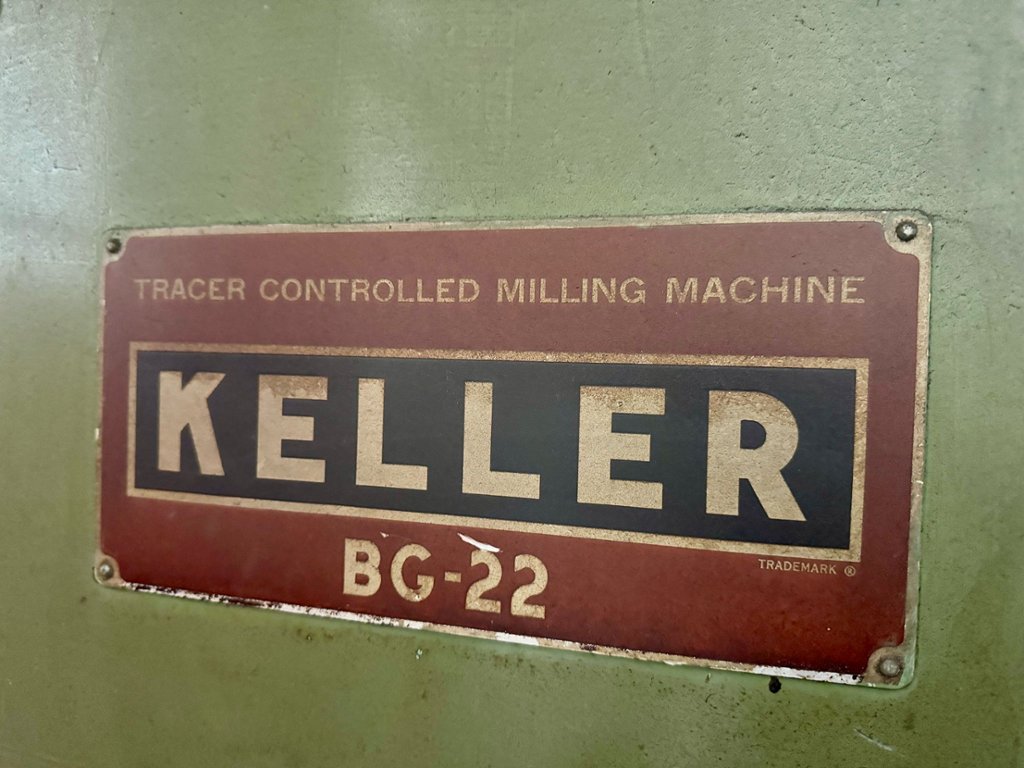 TRACER CONTROLLED MILLING MACHINE
KELLER
BG-22
TRADEMARK ®